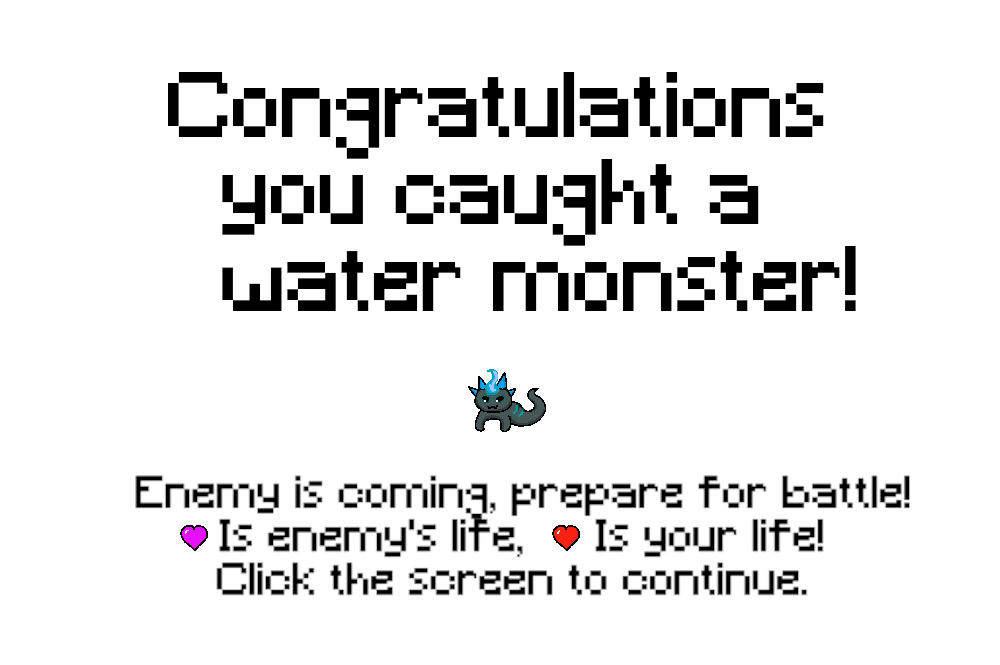 Congratulations
you caught a
water monster!
Enemy is coming, prepare for battle!
Is enemy's life, Is your life!
Click the screen to continue.